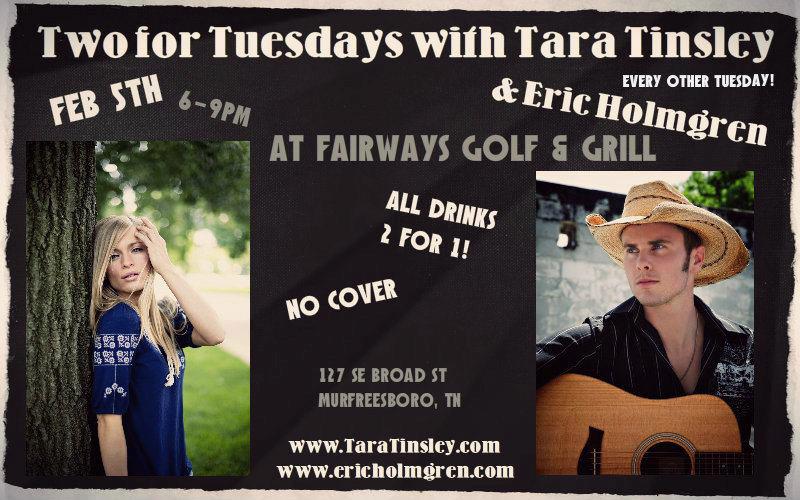 Two for Tuesdays with Tara Tinsley
& Eric Holmgren
EVERY OTHER TUESDAY!
FEB 5TH 6-9PM
AT FAIRWAYS GOLF & GRILL
ALL DRINKS
2 FOR 1!
NO COVER
127 SE BROAD ST
MURFREESBORO, TN
www.TaraTinsley.com
www.ericholmgren.com